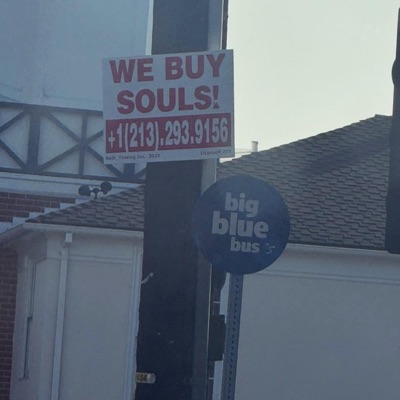 WE BUY
SOULS!
+1(213).293.9156
big
blue
bus